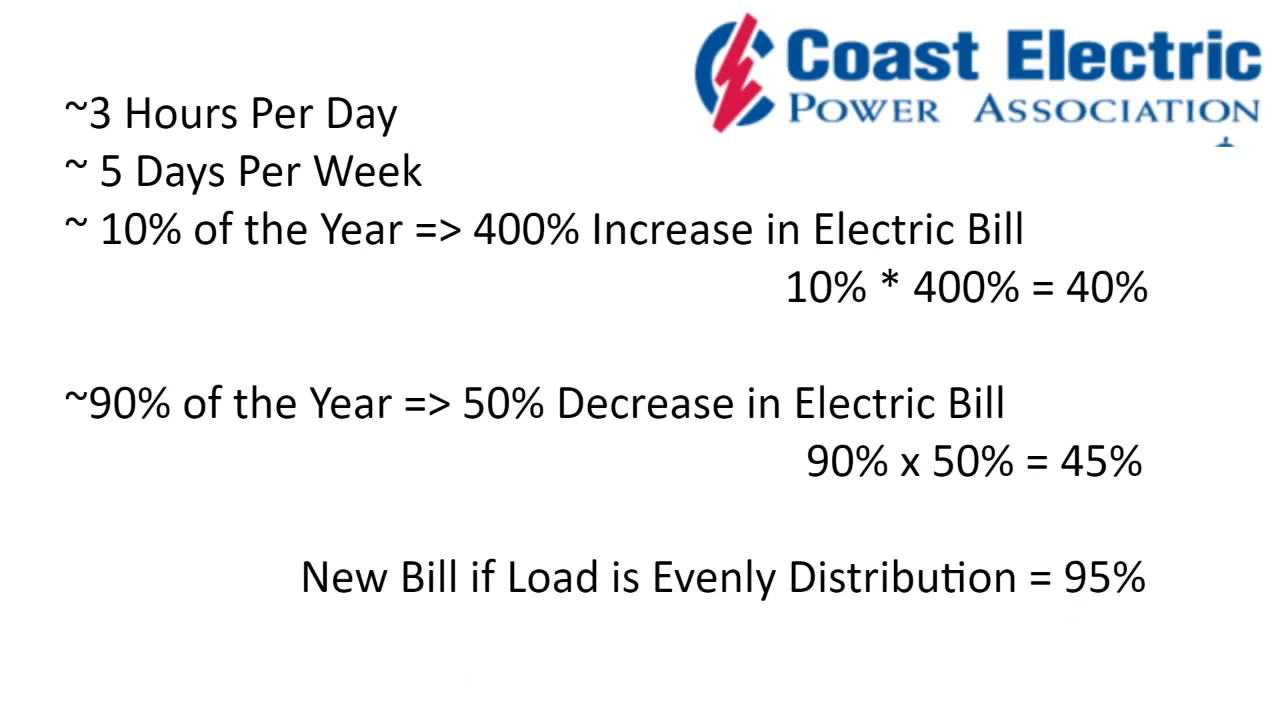 Coast Electric
POWER ASSOCIATION
~3 Hours Per Day
~ 5 Days Per Week
~ 10% of the Year => 400% Increase in Electric Bill
10% * 400% = 40%
~90% of the Year => 50% Decrease in Electric Bill
90% x 50% = 45%
New Bill if Load is Evenly Distribution = 95%